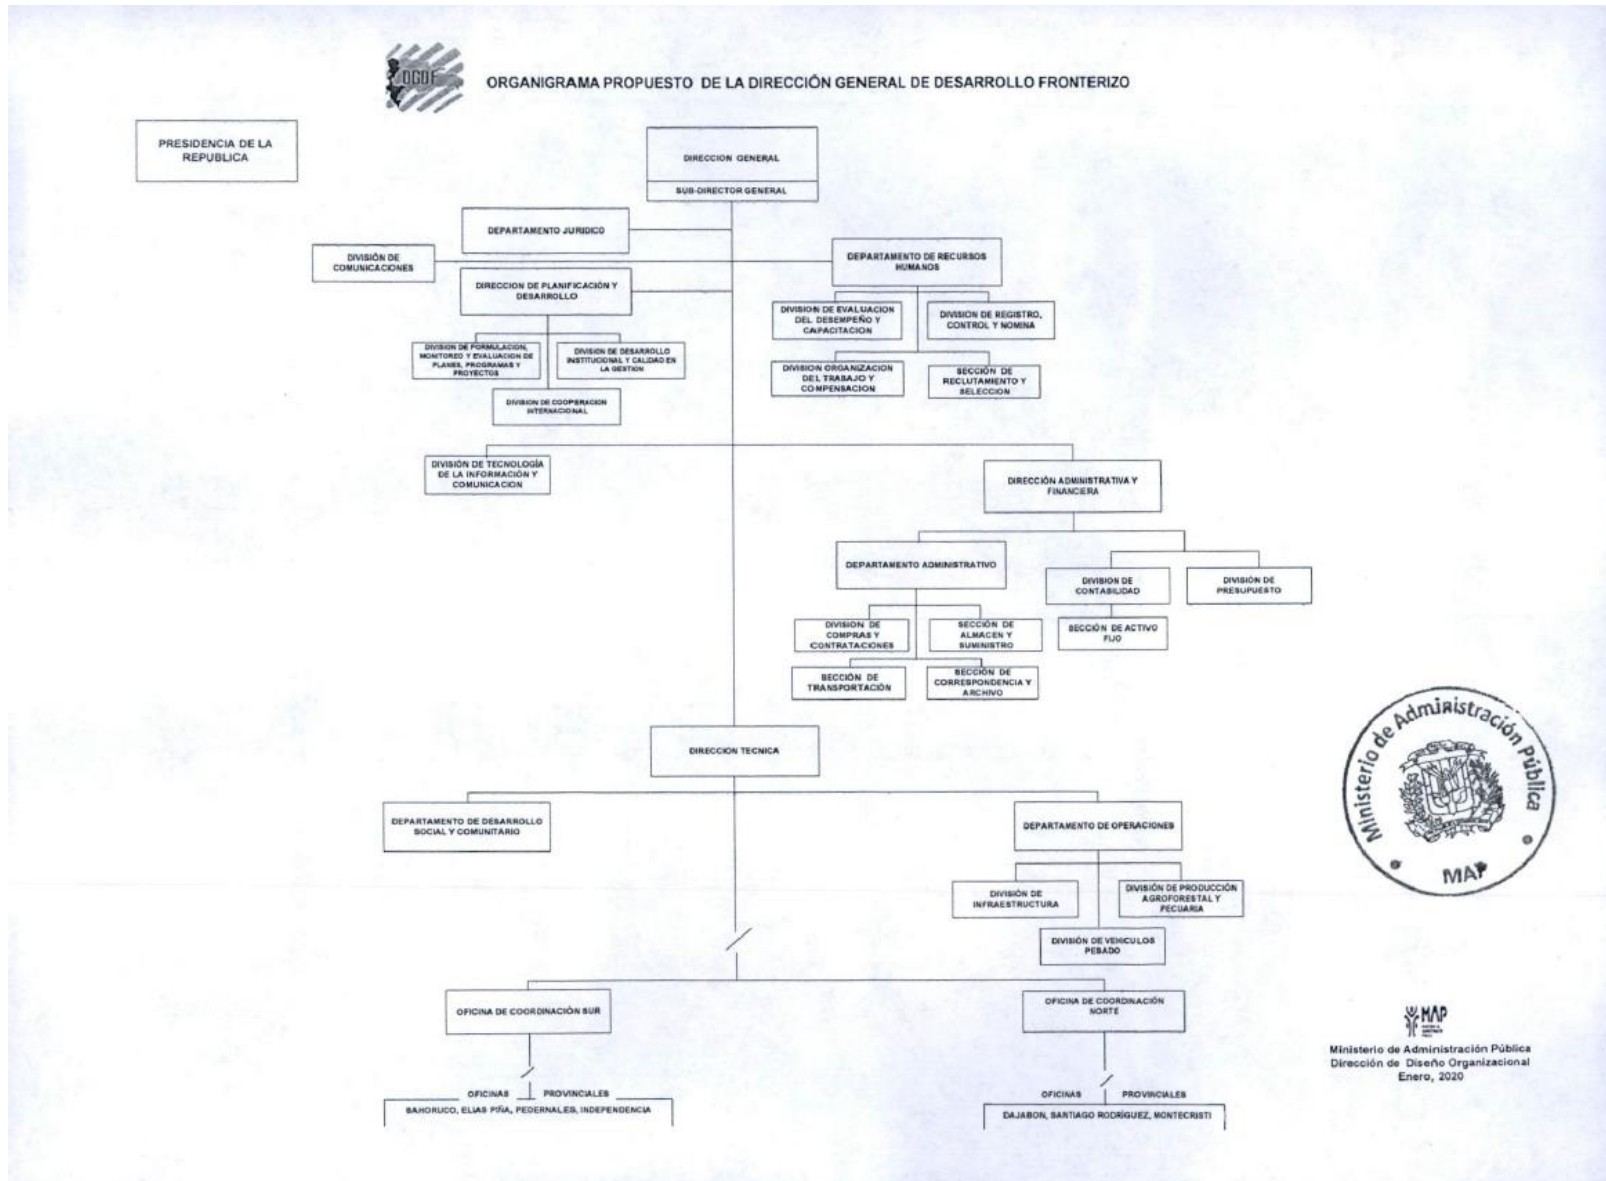 DGDF
ORGANIGRAMA PROPUESTO DE LA DIRECCIÓN GENERAL DE DESARROLLO FRONTERIZO
PRESIDENCIA DE LA
REPUBLICA
DIRECCION GENERAL
SUB-DIRECTOR GENERAL
DEPARTAMENTO JURIDICO
DIVISIÓN DE
COMUNICACIONES
DEPARTAMENTO DE RECURSOS
HUMANOS
DIRECCION DE PLANIFICACIÓN Y
DESARROLLO
DIVISION DE EVALUACION
DEL DESEMPEÑO Y
CAPACITACION
DIVISION DE REGISTRO,
CONTROL Y NOMINA
DIVISION DE FORMULACION,
MONITOREO Y EVALUACION DE
PLANES, PROGRAMAS Y
PROYECTOS
DIVISION DE DESARROLLO
INSTITUCIONAL Y CALIDAD EN
LA GESTION
DIVISION ORGANIZACION
DEL TRABAJO Y
COMPENSACION
SECCIÓN DE
RECLUTAMIENTO Y
SELECCION
DIVISION DE COOPERACION
INTERNACIONAL
DIVISIÓN DE TECNOLOGÍA
DE LA INFORMACIÓN Y
COMUNICACION
DIRECCIÓN ADMINISTRATIVA Y
FINANCIERA
DEPARTAMENTO ADMINISTRATIVO
DIVISION DE
CONTABILIDAD
DIVISIÓN DE
PRESUPUESTO
DIVISION DE
COMPRAS Y
CONTRATACIONES
SECCIÓN DE
ALMACEN Y
SUMINISTRO
SECCIÓN DE ACTIVO
FIJO
SECCIÓN DE
TRANSPORTACIÓN
SECCIÓN DE
CORRESPONDENCIA Y
ARCHIVO
DIRECCION TECNICA
DEPARTAMENTO DE DESARROLLO
SOCIAL Y COMUNITARIO
DEPARTAMENTO DE OPERACIONES
DIVISIÓN DE
INFRAESTRUCTURA
DIVISIÓN DE PRODUCCIÓN
AGROFORESTAL Y
PECUARIA
DIVISIÓN DE VEHICULOS
PESADO
OFICINA DE COORDINACIÓN SUR
OFICINA DE COORDINACIÓN
NORTE
OFICINAS PROVINCIALES
BAHORUCO, ELIAS PIÑA, PEDERNALES, INDEPENDENCIA
OFICINAS PROVINCIALES
DAJABON, SANTIAGO RODRÍGUEZ, MONTECRISTI
Ministerio de Administración Pública
MAP
MAP
Ministerio de Administración Pública
Dirección de Diseño Organizacional
Enero, 2020